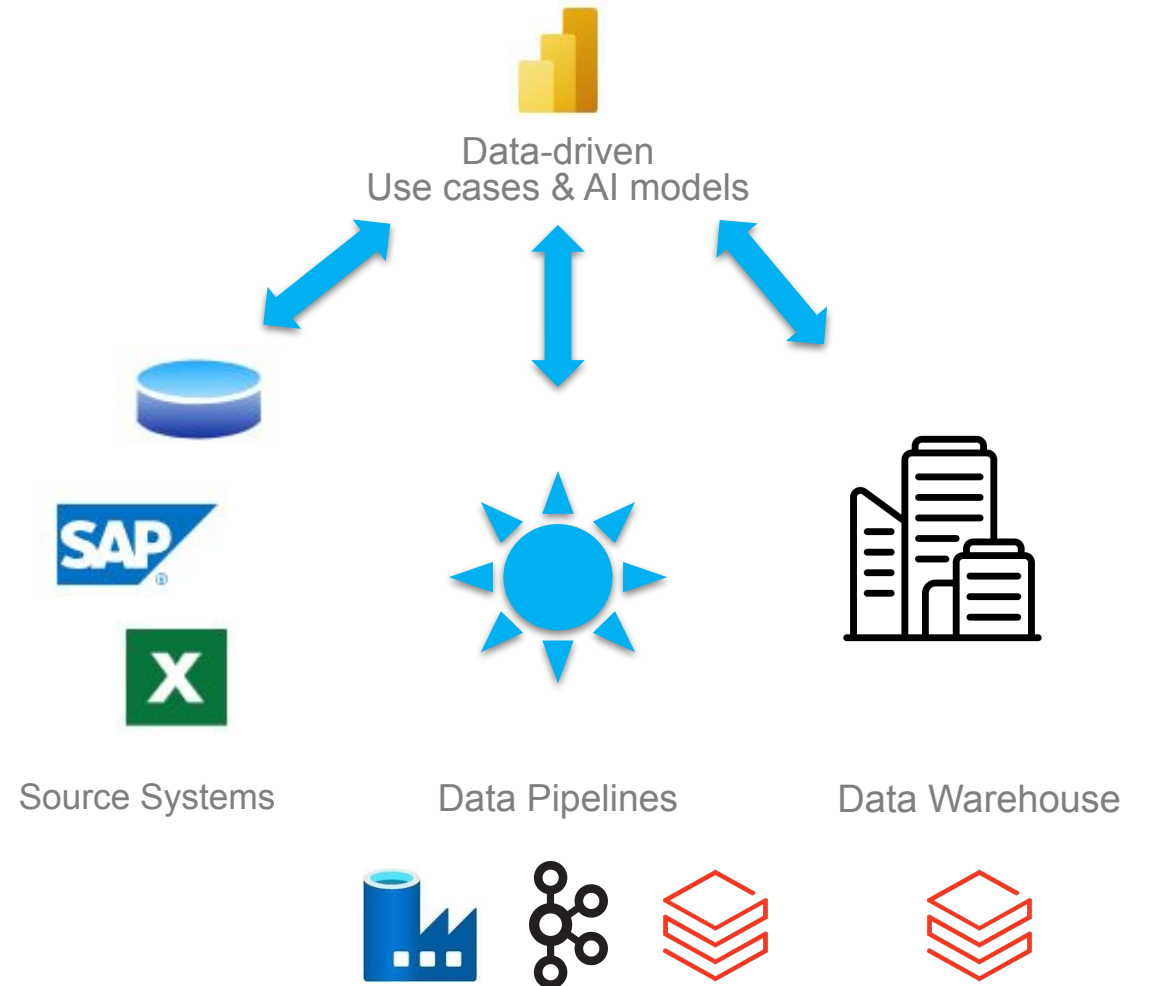 Data-driven
Use cases & AI models
SAP
X
Source Systems
Data Pipelines
Data Warehouse